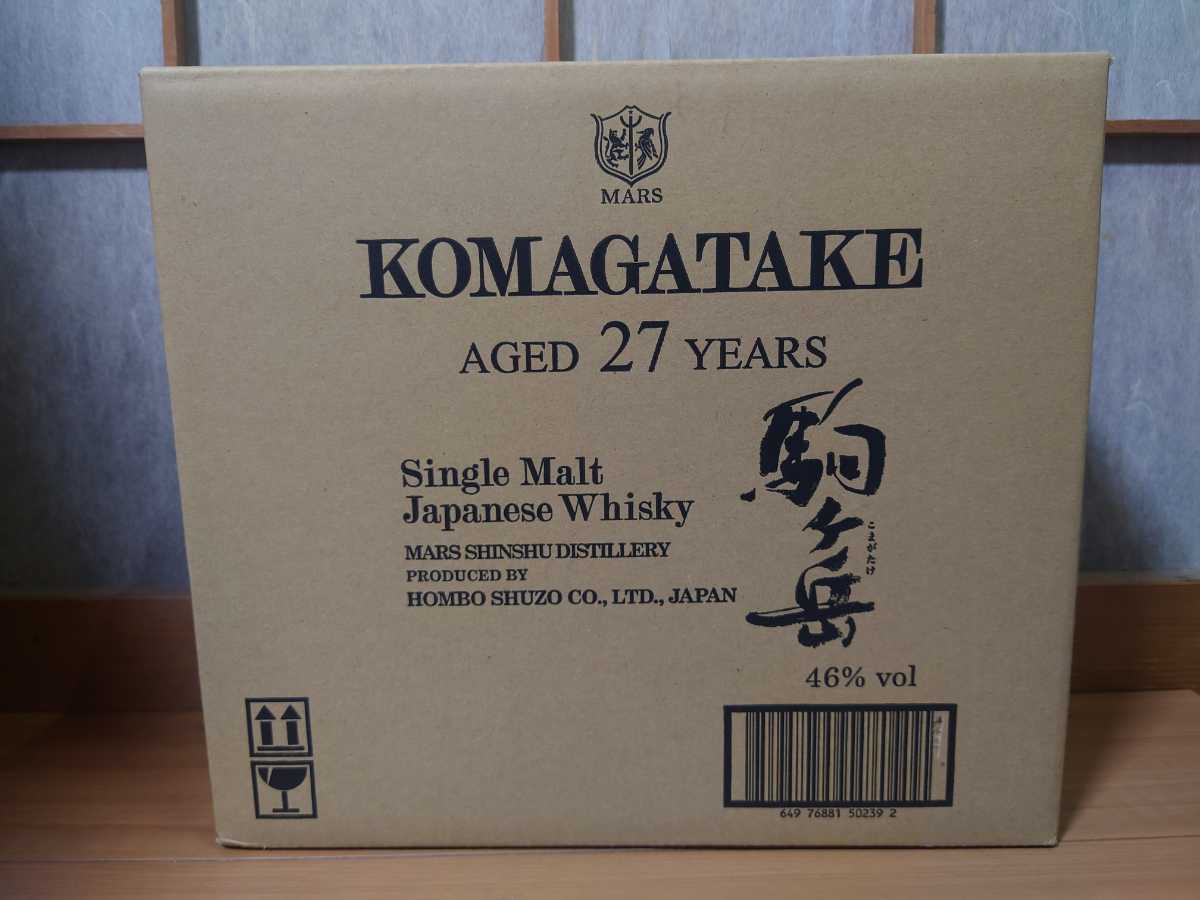 MARS
KOMAGATAKE
AGED 27 YEARS
Single Malt
Japanese Whisky
MARS SHINSHU DISTILLERY
PRODUCED BY
HOMBO SHUZO CO., LTD., JAPAN
駒ヶ岳
こまがたけ
46% vol
649 76881 50239 2